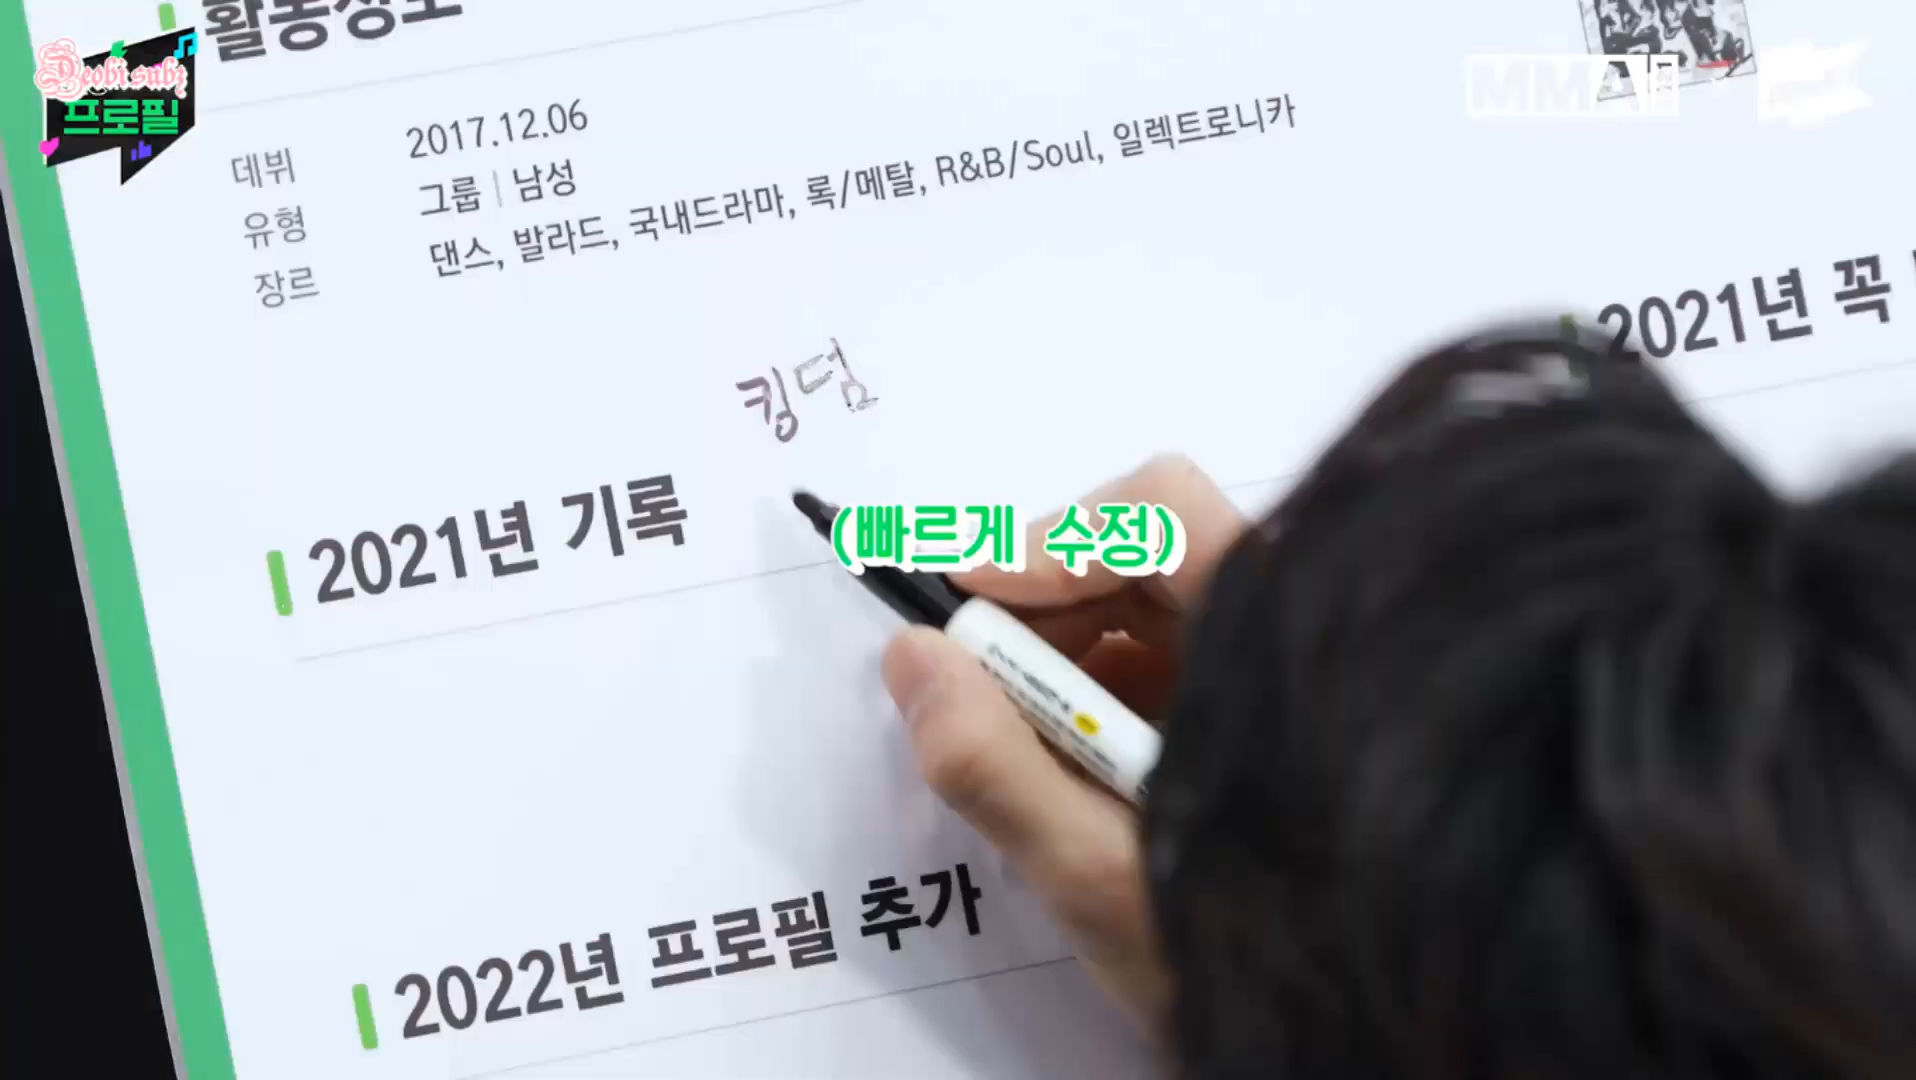 활동정보
Deobi subz
프로필
MMA
데뷔 2017.12.06
유형 그룹 | 남성
장르 댄스, 발라드, 국내드라마, 록/메탈, R&B/Soul, 일렉트로니카
2021년 꼭
킹덤
2021년 기록
(빠르게 수정)
2022년 프로필 추가